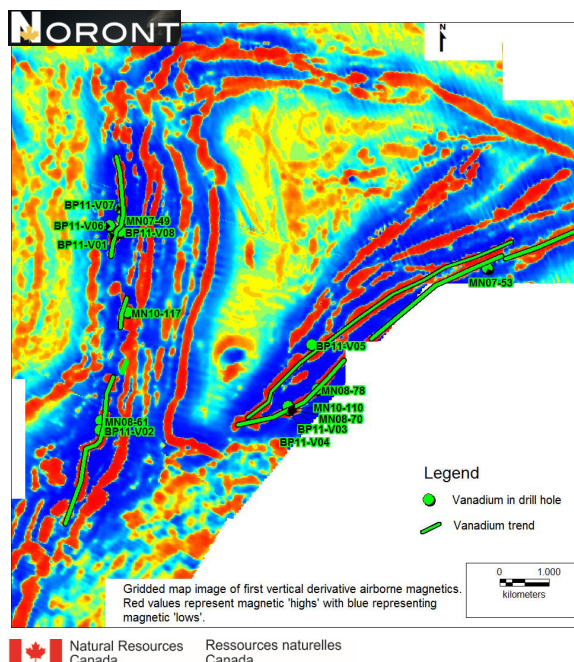 NORONT
N
BP11-V07
MN07-49
BP11-V06
BP11-V08
BP11-V01
MN07-53
MN10-117
BP11-V05
MN08-78
MN10-110
MN08-61
MN08-70
BP11-V02
BP11-V03
BP11-V04
Legend
Vanadium in drill hole
Vanadium trend
0 1.000
kilometers
Gridded map image of first vertical derivative airborne magnetics.
Red values represent magnetic 'highs' with blue representing
magnetic 'lows'.
Natural Resources Ressources naturelles
Canada Canada